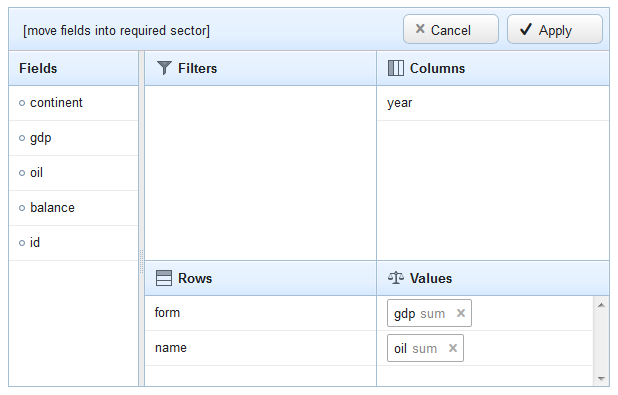 [move fields into required sector]
Cancel
Apply
Fields
continent
gdp
oil
balance
id
Filters
Columns
year
Rows
form
name
Values
gdp sum
oil sum